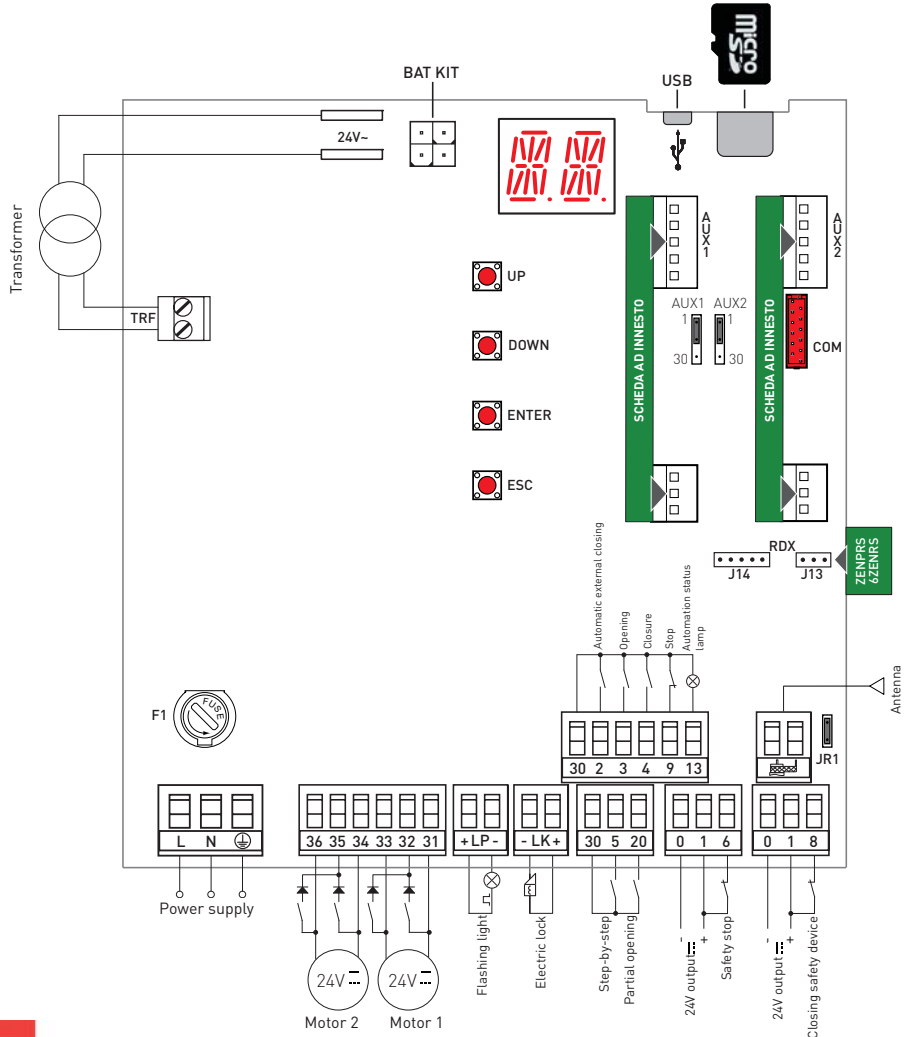 micro
SD
BAT KIT
USB
24V~
Transformer
TRF
UP
DOWN
ENTER
ESC
SCHEDA AD INNESTO
AUX1
SCHEDA AD INNESTO
AUX2
AUX1 AUX2
1 1
30 30
COM
RDX
J14
J13
ZENPRS
6ZENRS
Automatic external closing
Opening
Closure
Stop
Automation status
lamp
Antenna
F1
FUSE
30 2 3 4 9 13
JR1
L N
36 35 34 33 32 31
+ LP -
- LK +
30 5 20
0 1 6
0 1 8
Power supply
24V
24V
Motor 2
Motor 1
Flashing light
Electric lock
Step-by-step
Partial opening
- +
24V output
Safety stop
- +
24V output
Closing safety device